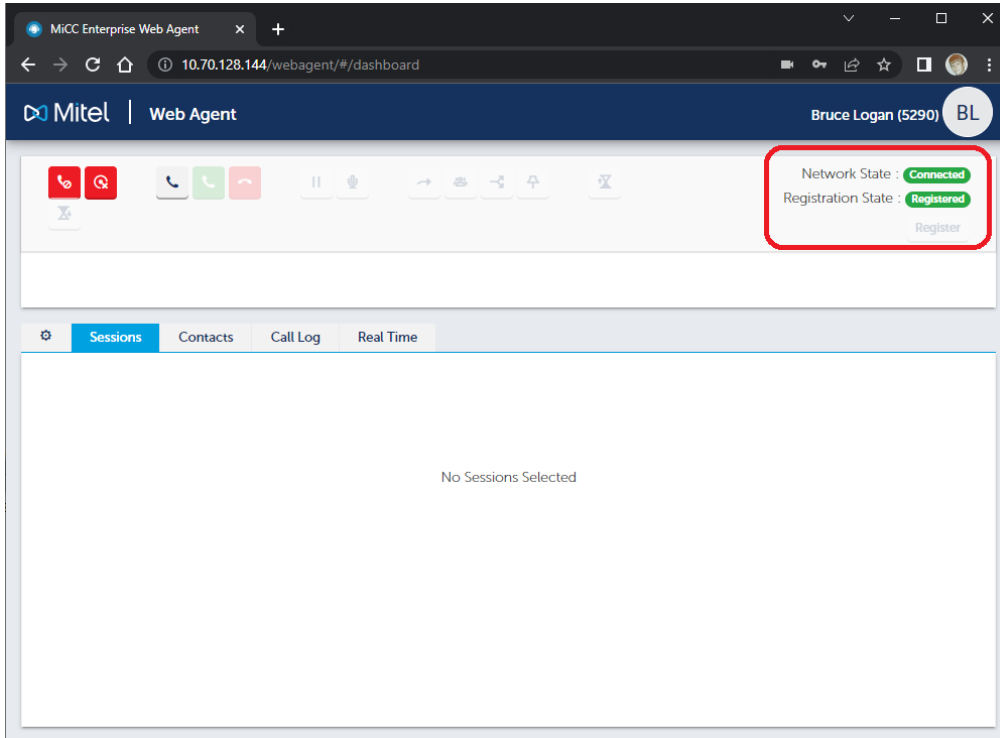 MiCC Enterprise Web Agent
10.70.128.144/webagent/#/dashboard
Mitel | Web Agent
Bruce Logan (5290) BL
Network State : Connected
Registration State : Registered
Register
Sessions Contacts Call Log Real Time
No Sessions Selected